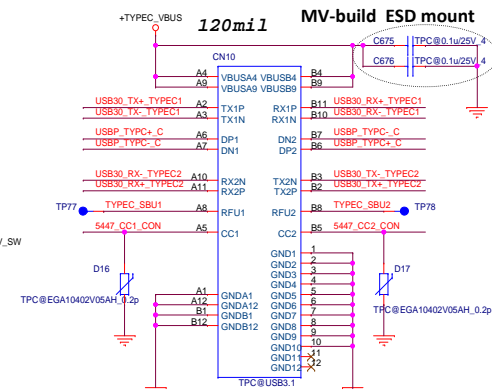 120mil
MV-build ESD mount
+TYPEC_VBUS
C675 TPC@0.1u/25V_4
C676 TPC@0.1u/25V_4
CN10
A4 VBUSA4 VBUSB4 B4
A9 VBUSA9 VBUSB9 B9
USB30_TX+_TYPEC1 A2 TX1P RX1P B11 USB30_RX+_TYPEC1
USB30_TX-_TYPEC1 A3 TX1N RX1N B10 USB30_RX-_TYPEC1
USBP_TYPC+_C A6 DP1 DN2 B7 USBP_TYPC-_C
USBP_TYPC-_C A7 DN1 DP2 B6 USBP_TYPC+_C
USB30_RX-_TYPEC2 A10 RX2N TX2N B3 USB30_TX-_TYPEC2
USB30_RX+_TYPEC2 A11 RX2P TX2P B2 USB30_TX+_TYPEC2
TP77 TYPEC_SBU1 A8 RFU1 RFU2 B8 TYPEC_SBU2 TP78
5447_CC1_CON A5 CC1 CC2 B5 5447_CC2_CON
V_SW
GND1 1
GND2 2
GND3 3
D16 GND4 4 D17
A1 GNDA1 GND5 5
TPC@EGA10402V05AH_0.2p A12 GNDA12 GND6 6 TPC@EGA10402V05AH_0.2p
B1 GNDB1 GND7 7
B12 GNDB12 GND8 8
GND9 9
GND10 10
GND11 11
GND12 12
TPC@USB3.1